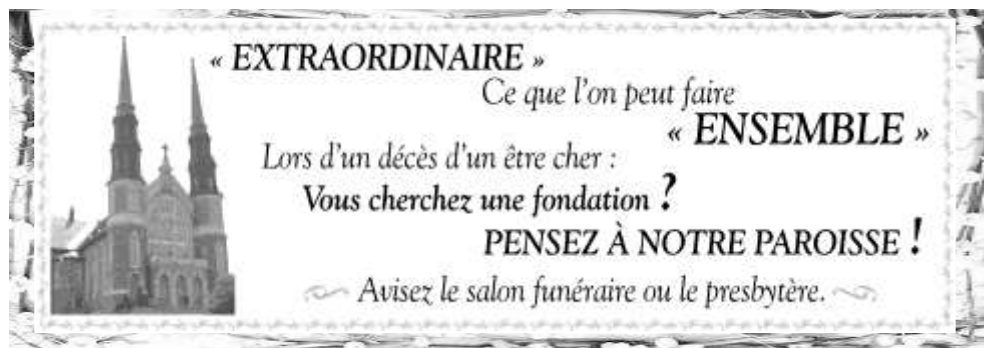 « EXTRAORDINAIRE »
Ce que l'on peut faire
« ENSEMBLE »
Lors d'un décès d'un être cher :
Vous cherchez une fondation ?
PENSEZ À NOTRE PAROISSE !
Avisez le salon funéraire ou le presbytère.